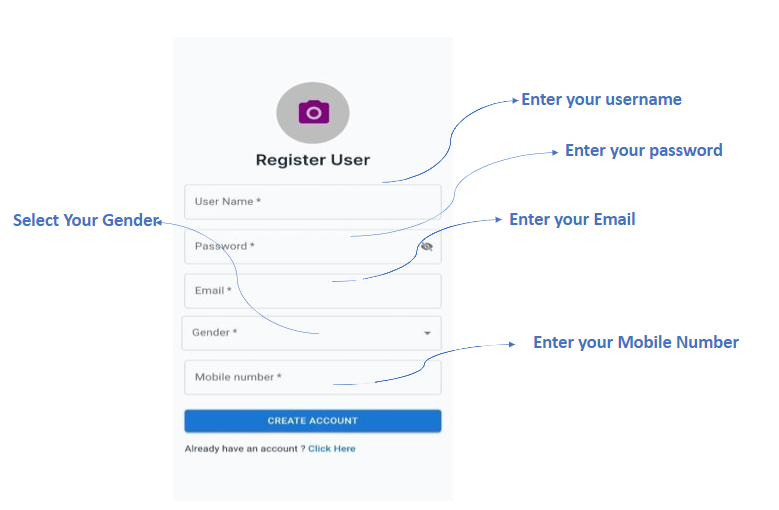 Enter your username
Enter your password
Register User
User Name *
Select Your Gender
Enter your Email
Password *
Email *
Gender *
Enter your Mobile Number
Mobile number *
CREATE ACCOUNT
Already have an account ? Click Here